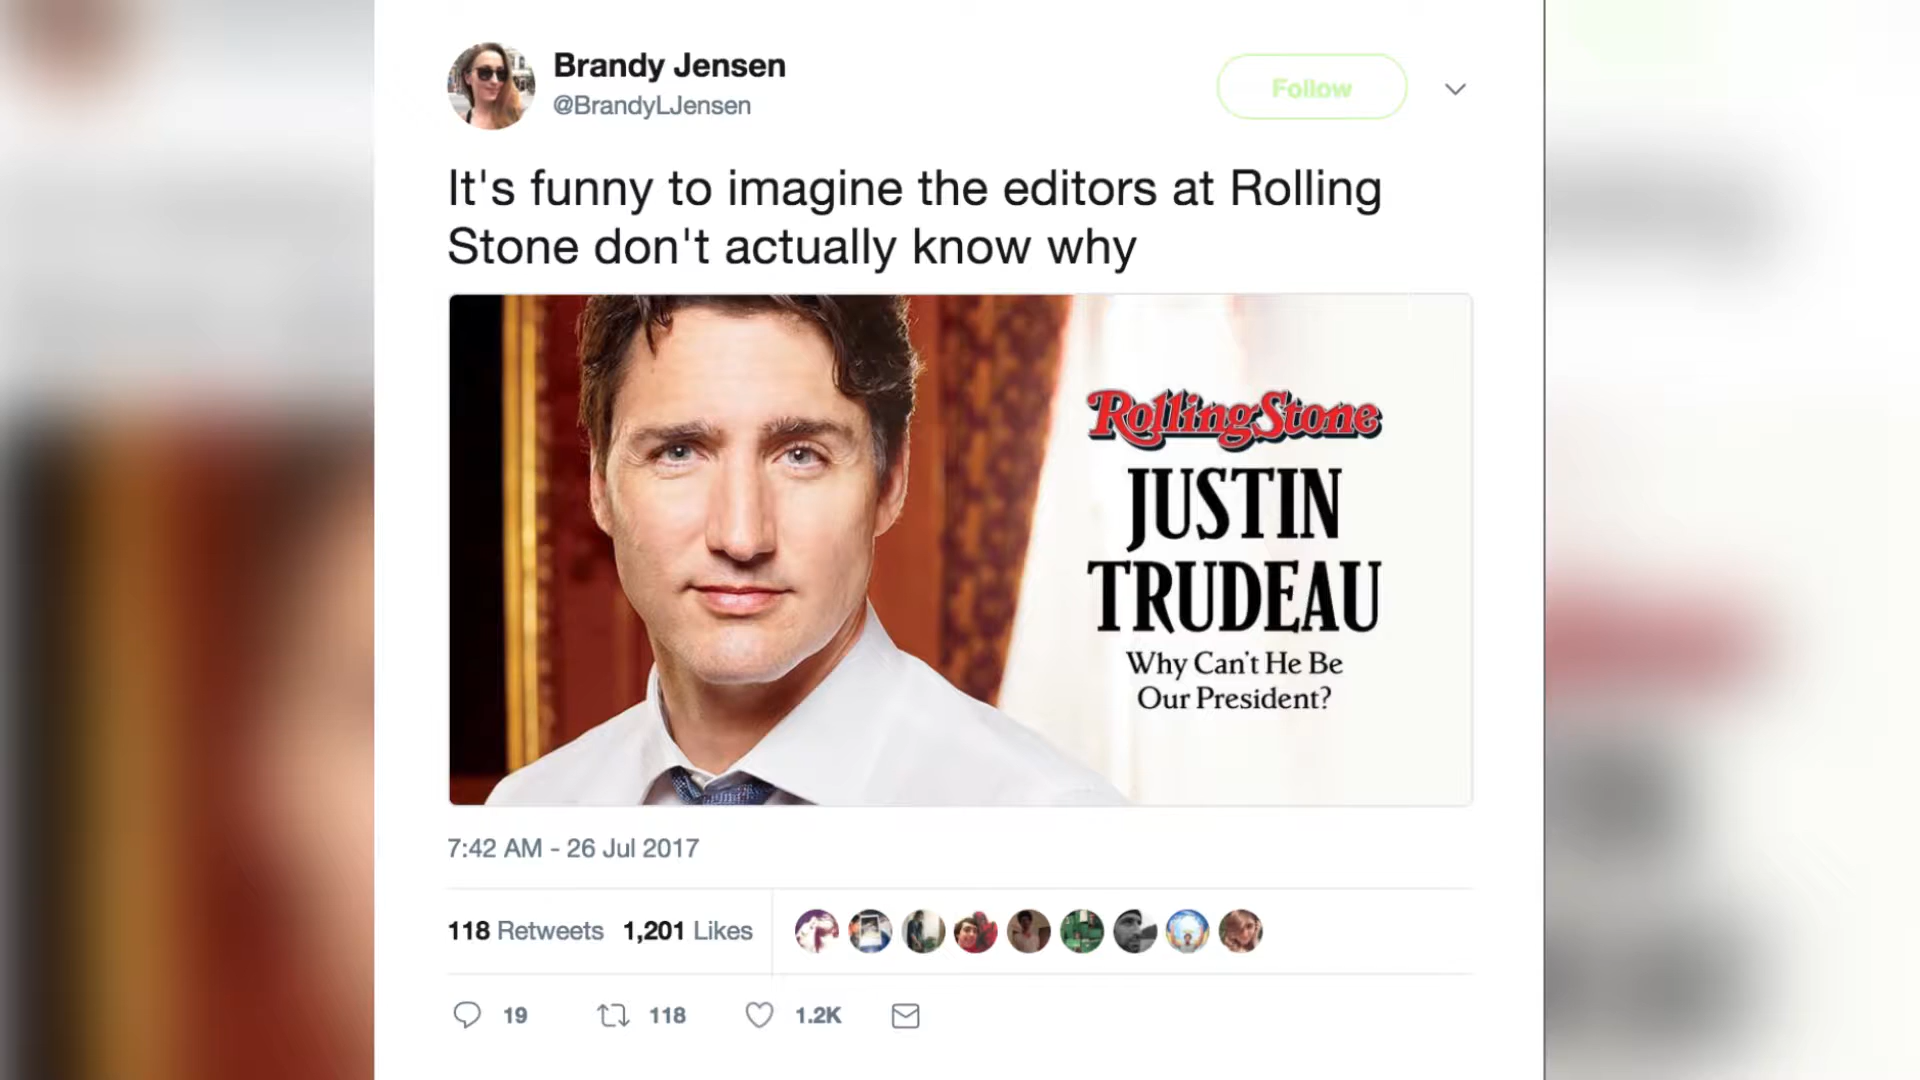 Brandy Jensen
@BrandyLJensen
Follow
It's funny to imagine the editors at Rolling
Stone don't actually know why
RollingStone
JUSTIN
TRUDEAU
Why Can't He Be
Our President?
7:42 AM - 26 Jul 2017
118 Retweets 1,201 Likes
19 118 1.2K